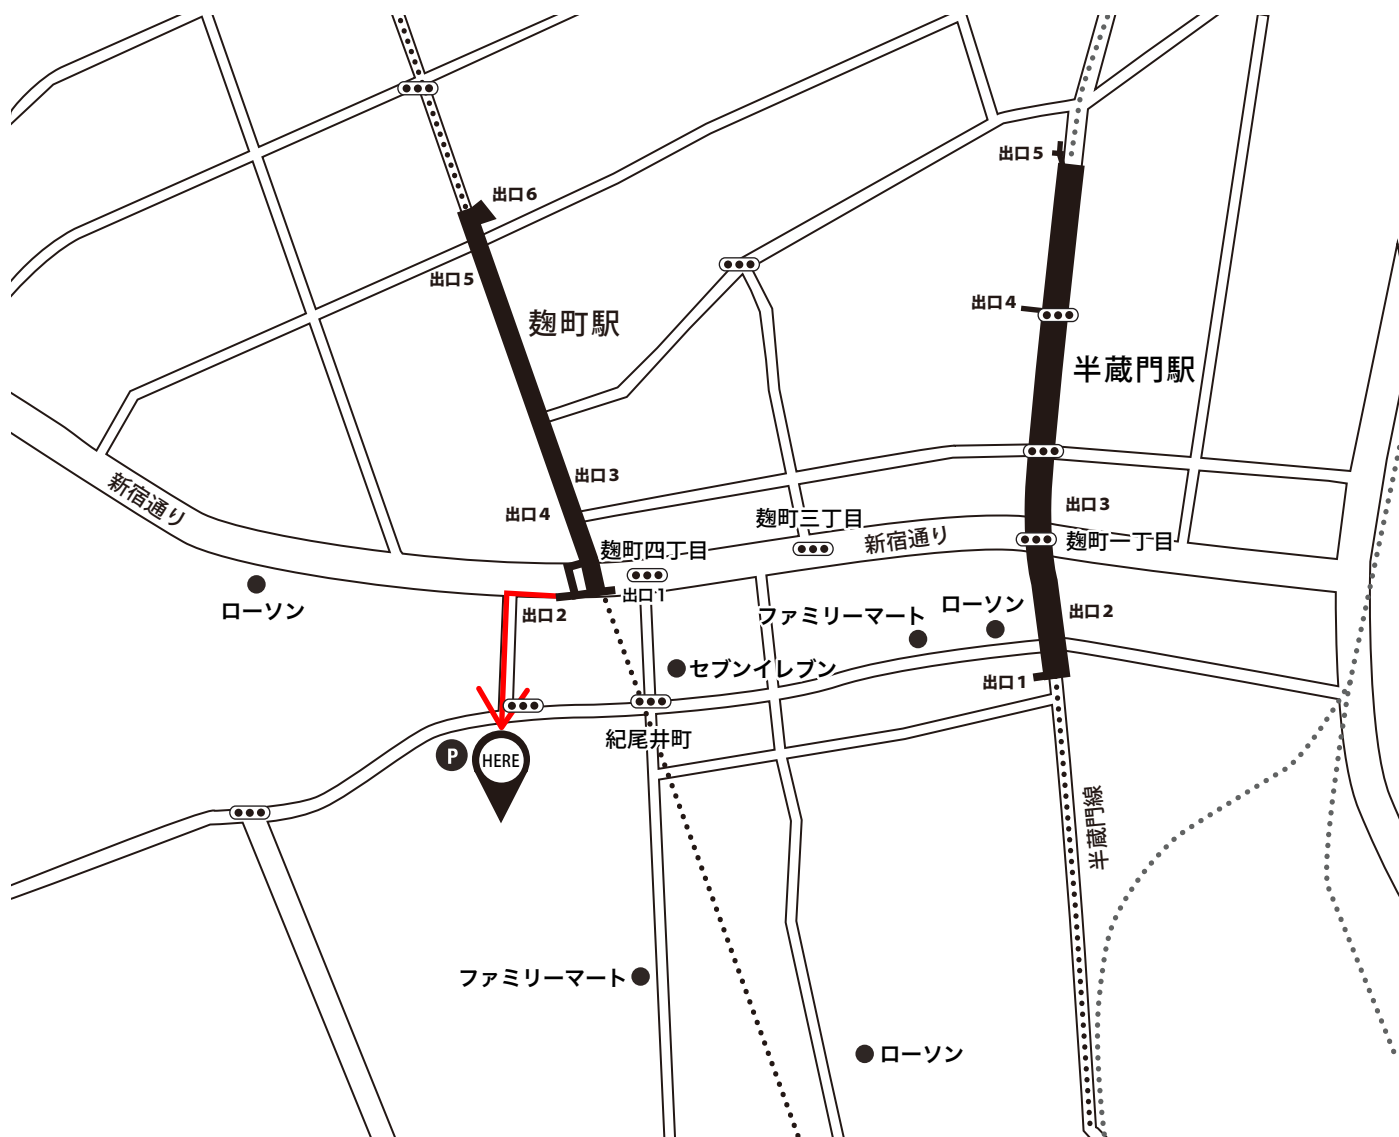 出口5
出口6
出口5
出口4
麹町駅
半蔵門駅
出口3
新宿通り
出口3
出口4
麹町三丁目
新宿通り
麹町一丁目
麹町四丁目
出口1
ローソン
出口2
ファミリーマート
ローソン
出口2
セブンイレブン
出口1
紀尾井町
P
HERE
半蔵門線
ファミリーマート
ローソン